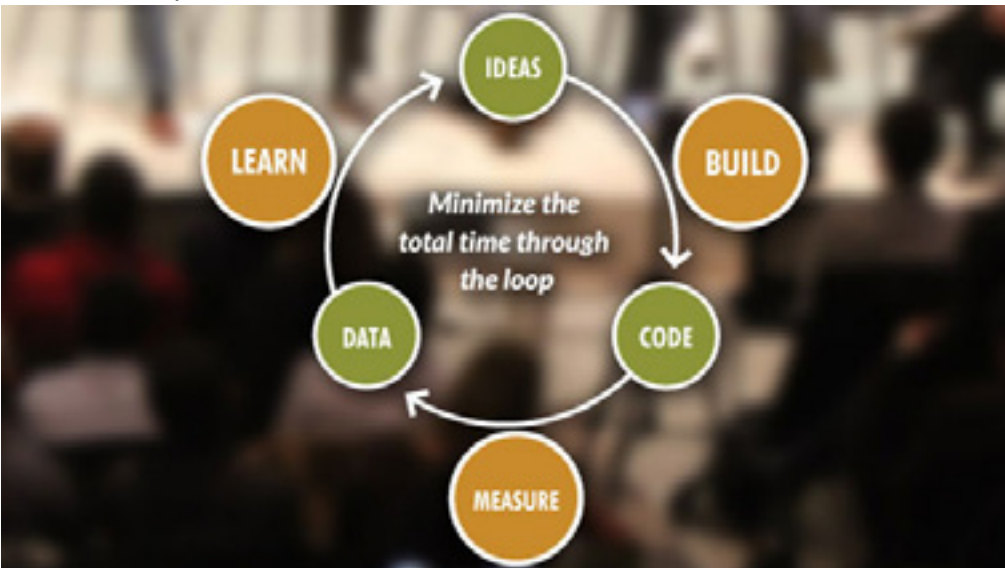 IDEAS
LEARN
BUILD
Minimize the
total time through
the loop
DATA
CODE
MEASURE